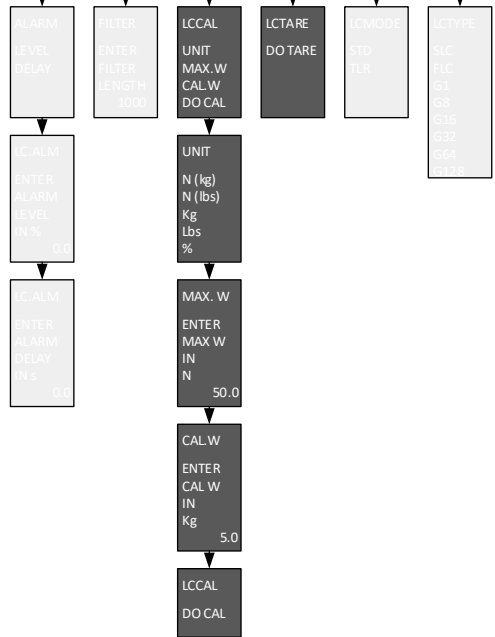 ALARM
LEVEL
DELAY
FILTER
ENTER
FILTER
LENGTH
1000
LCCAL
UNIT
MAX.W
CAL.W
DO CAL
LCTARE
DO TARE
LCMODE
STD
TLR
LCTYPE
SLC
FLC
G1
G8
G16
G32
G64
G128
LC.ALM
ENTER
ALARM
LEVEL
IN %
0.0
UNIT
N (kg)
N (lbs)
Kg
Lbs
%
LC.ALM
ENTER
ALARM
DELAY
IN s
0.0
MAX. W
ENTER
MAX W
IN
N
50.0
CAL.W
ENTER
CAL W
IN
Kg
5.0
LCCAL
DO CAL